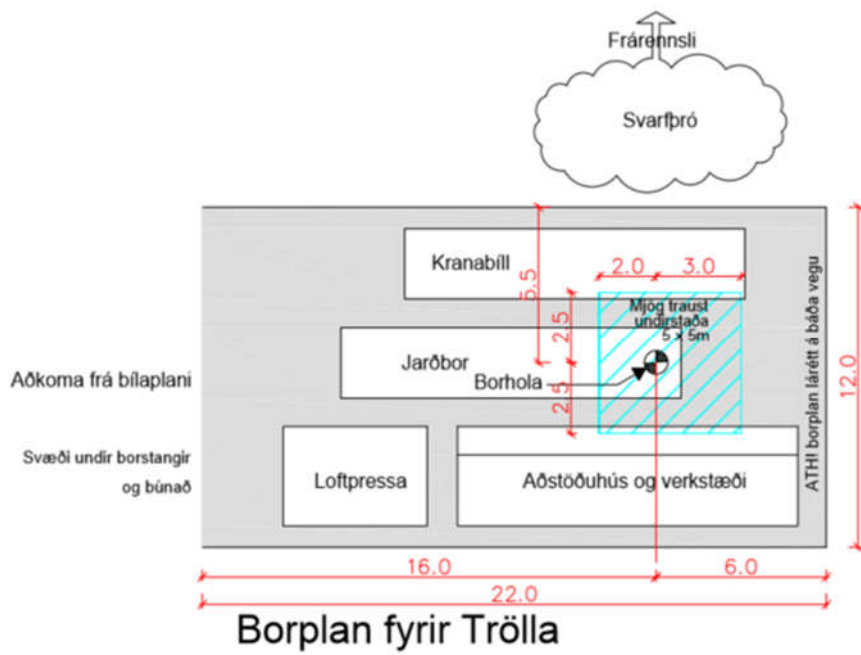 Frárennsli
Svarfþró
Kranabíll
2.0
3.0
5.5
2.5
Mjög traust
undirstaða
5 x 5m
Jarðbor
Borhola
2.5
Aðkoma frá bílaplani
Svæði undir borstangir
og búnað
Loftpressa
Aðstöðuhús og verkstæði
ATH! borplan lárétt á báða vegu
12.0
16.0
6.0
22.0
Borplan fyrir Trölla